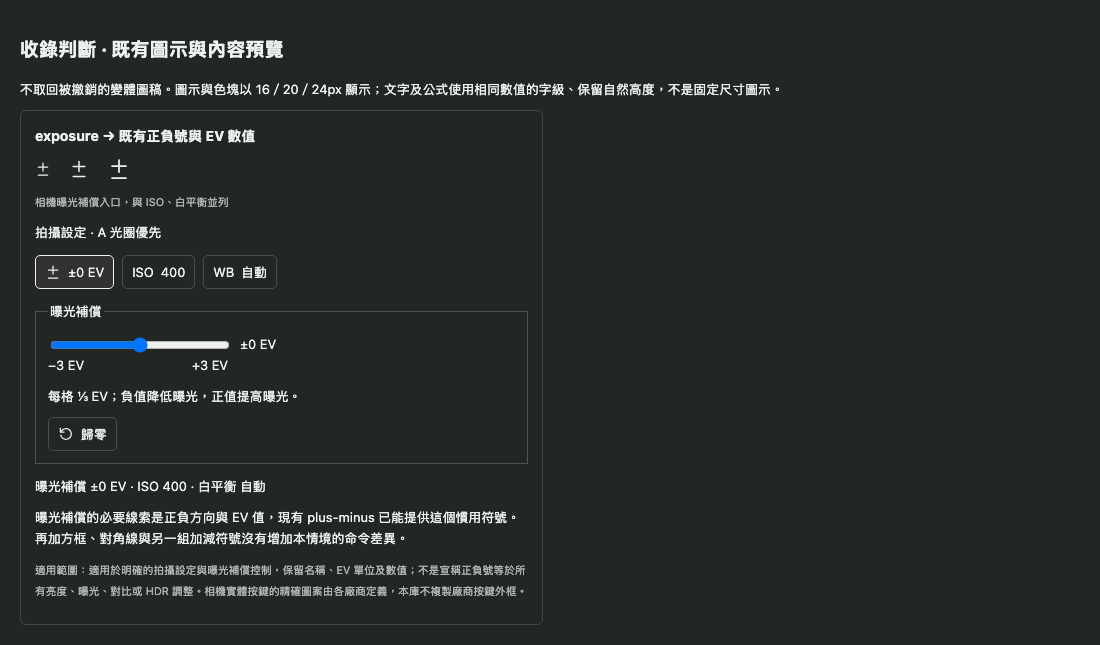 收錄判斷 · 既有圖示與內容預覽
不取回被撤銷的變體圖稿。圖示與色塊以 16 / 20 / 24px 顯示；文字及公式使用相同數值的字級、保留自然高度，不是固定尺寸圖示。
exposure → 既有正負號與 EV 數值
± ± ±
相機曝光補償入口，與 ISO、白平衡並列
拍攝設定 · A 光圈優先
± ±0 EV ISO 400 WB 自動
曝光補償
±0 EV
−3 EV +3 EV
每格 ⅓ EV；負值降低曝光，正值提高曝光。
歸零
曝光補償 ±0 EV · ISO 400 · 白平衡 自動
曝光補償的必要線索是正負方向與 EV 值，現有 plus-minus 已能提供這個慣用符號。
再加方框、對角線與另一組加減符號沒有增加本情境的命令差異。
適用範圍：適用於明確的拍攝設定與曝光補償控制，保留名稱、EV 單位及數值；不是宣稱正負號等於所
有亮度、曝光、對比或 HDR 調整。相機實體按鍵的精確圖案由各廠商定義，本庫不複製廠商按鍵外框。